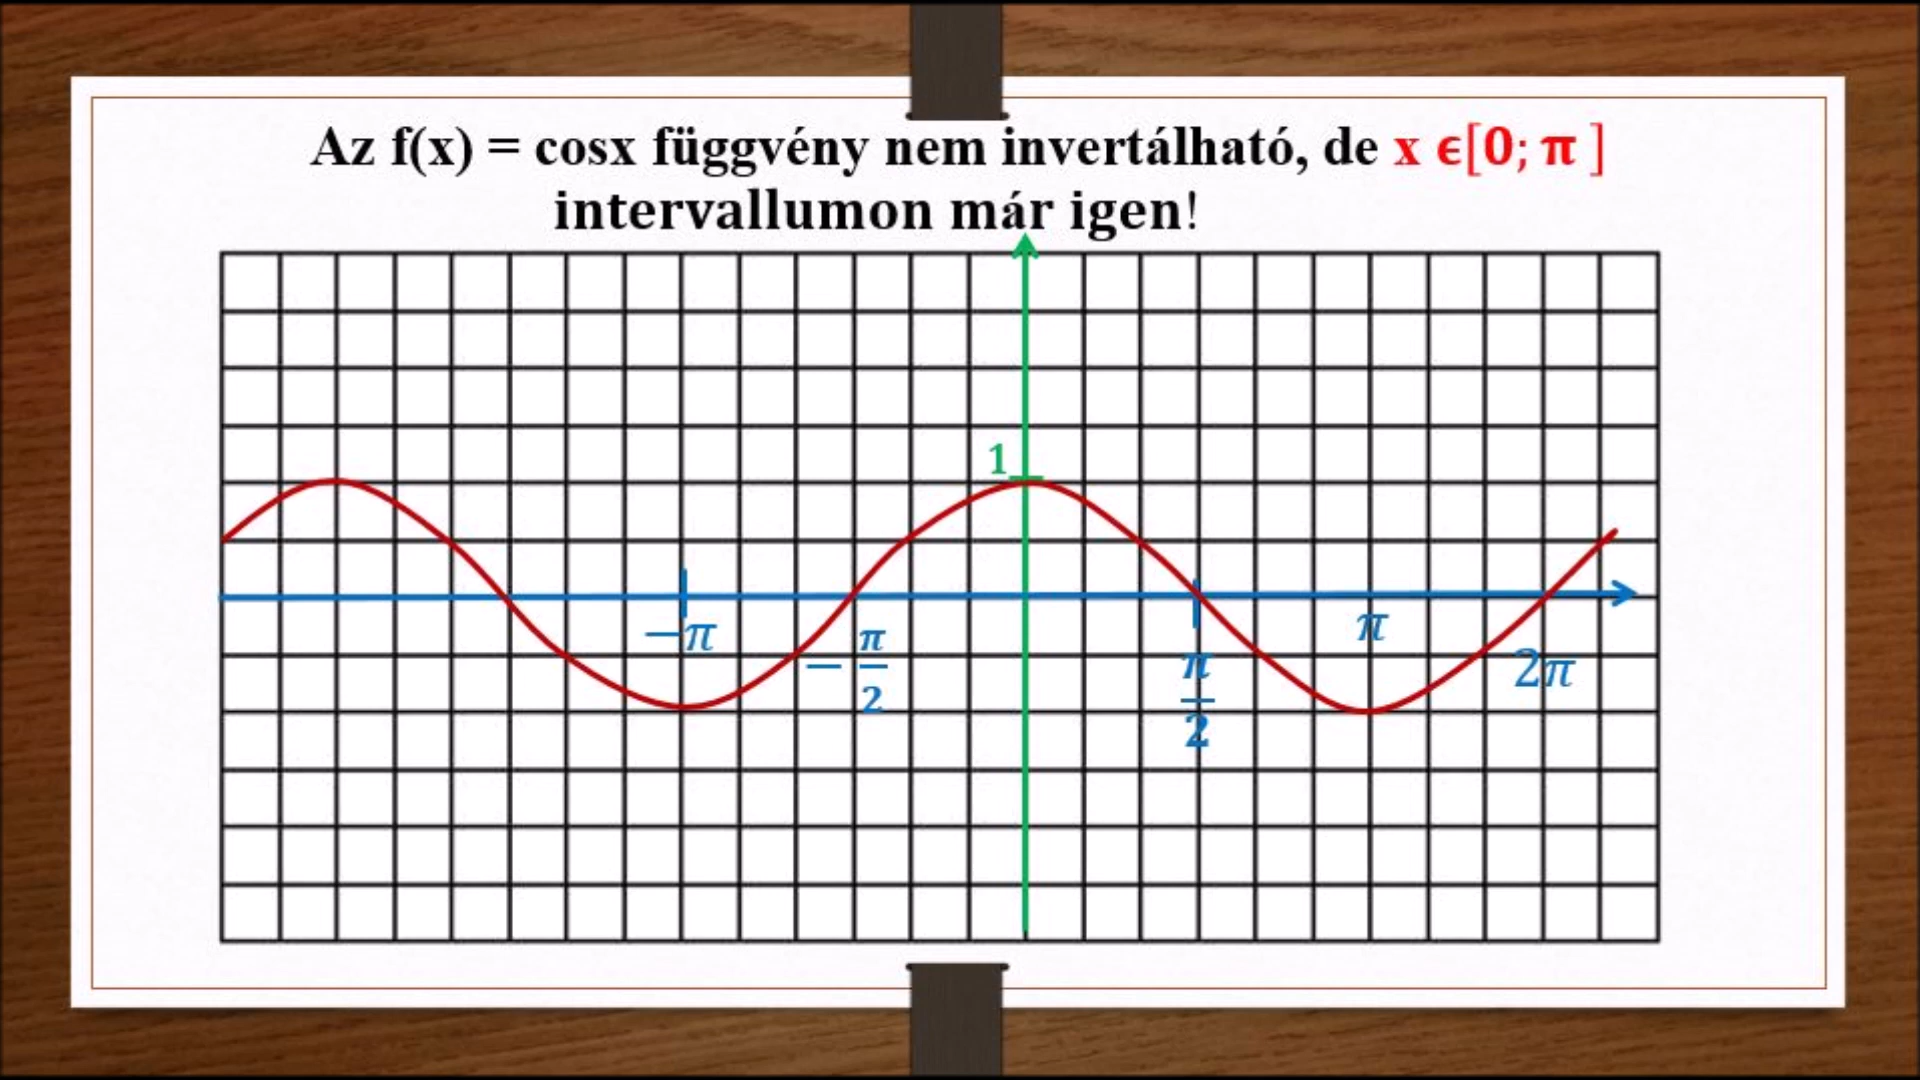 Az f(x) = cosx függvény nem invertálható, de x ϵ[0; π ]
intervallumon már igen!
1
−π
− π/2
π/2
π
2π